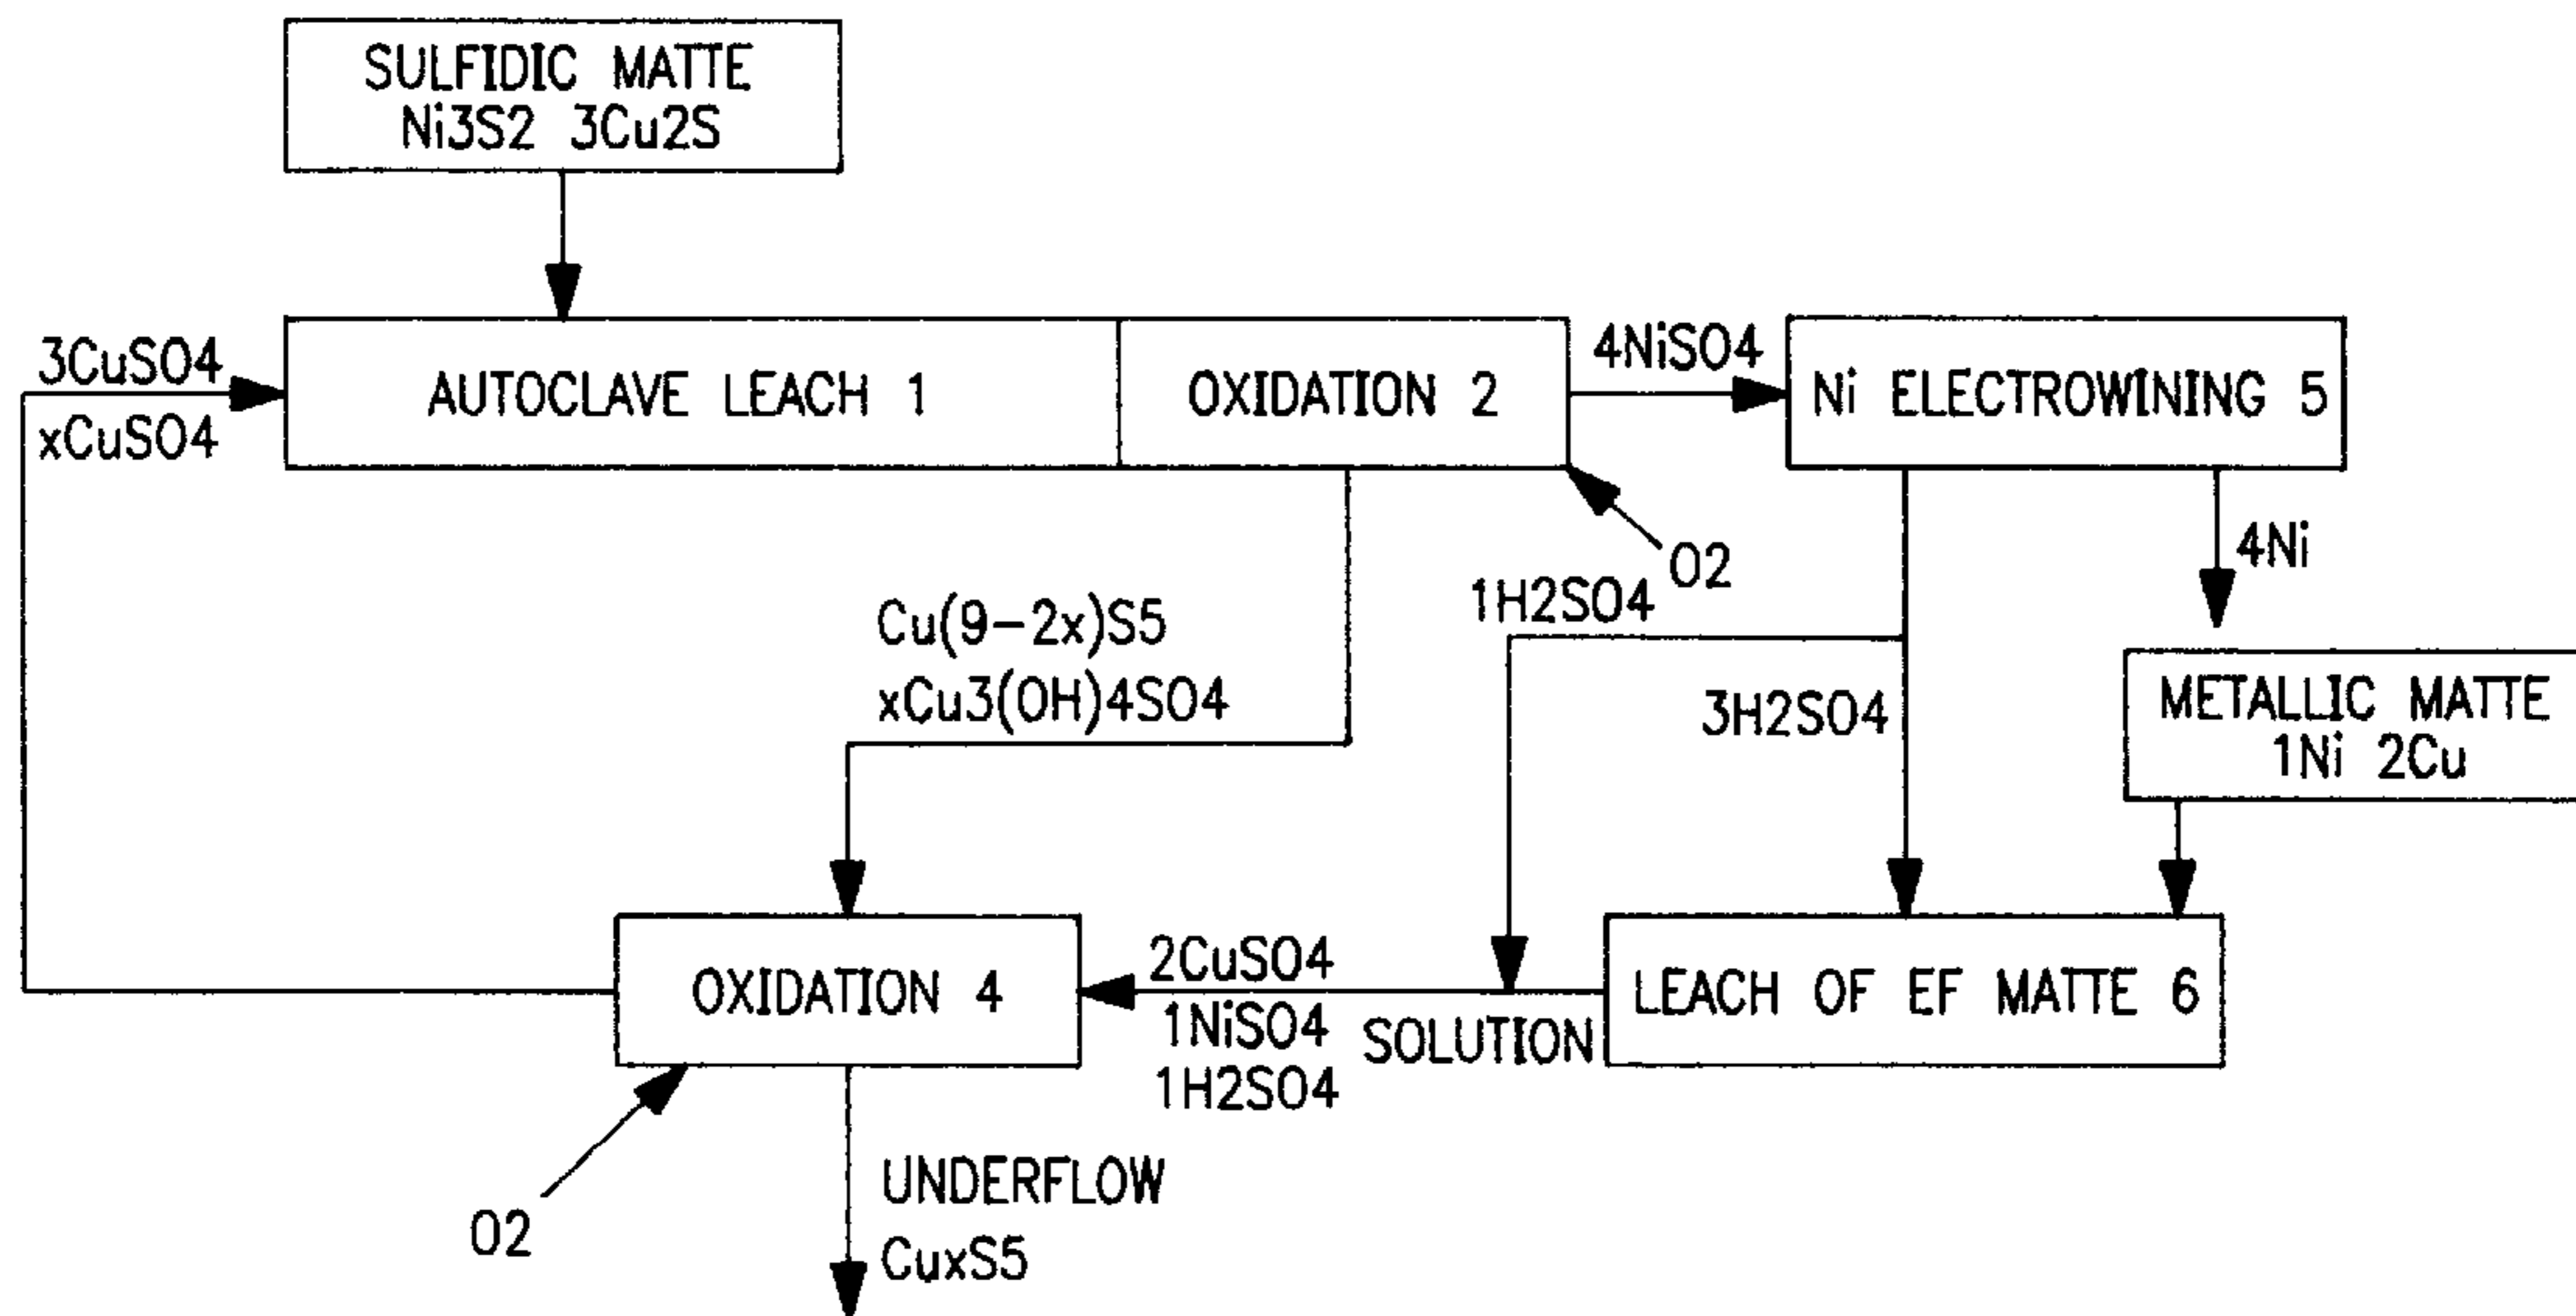 SULFIDIC MATTE
Ni3S2 3Cu2S
3CuSO4
xCuSO4
AUTOCLAVE LEACH 1
OXIDATION 2
4NiSO4
Ni ELECTROWINING 5
O2
1H2SO4
4Ni
Cu(9-2x)S5
xCu3(OH)4SO4
3H2SO4
METALLIC MATTE
1Ni 2Cu
OXIDATION 4
2CuSO4
1NiSO4
1H2SO4
SOLUTION
LEACH OF EF MATTE 6
O2
UNDERFLOW
CuxS5